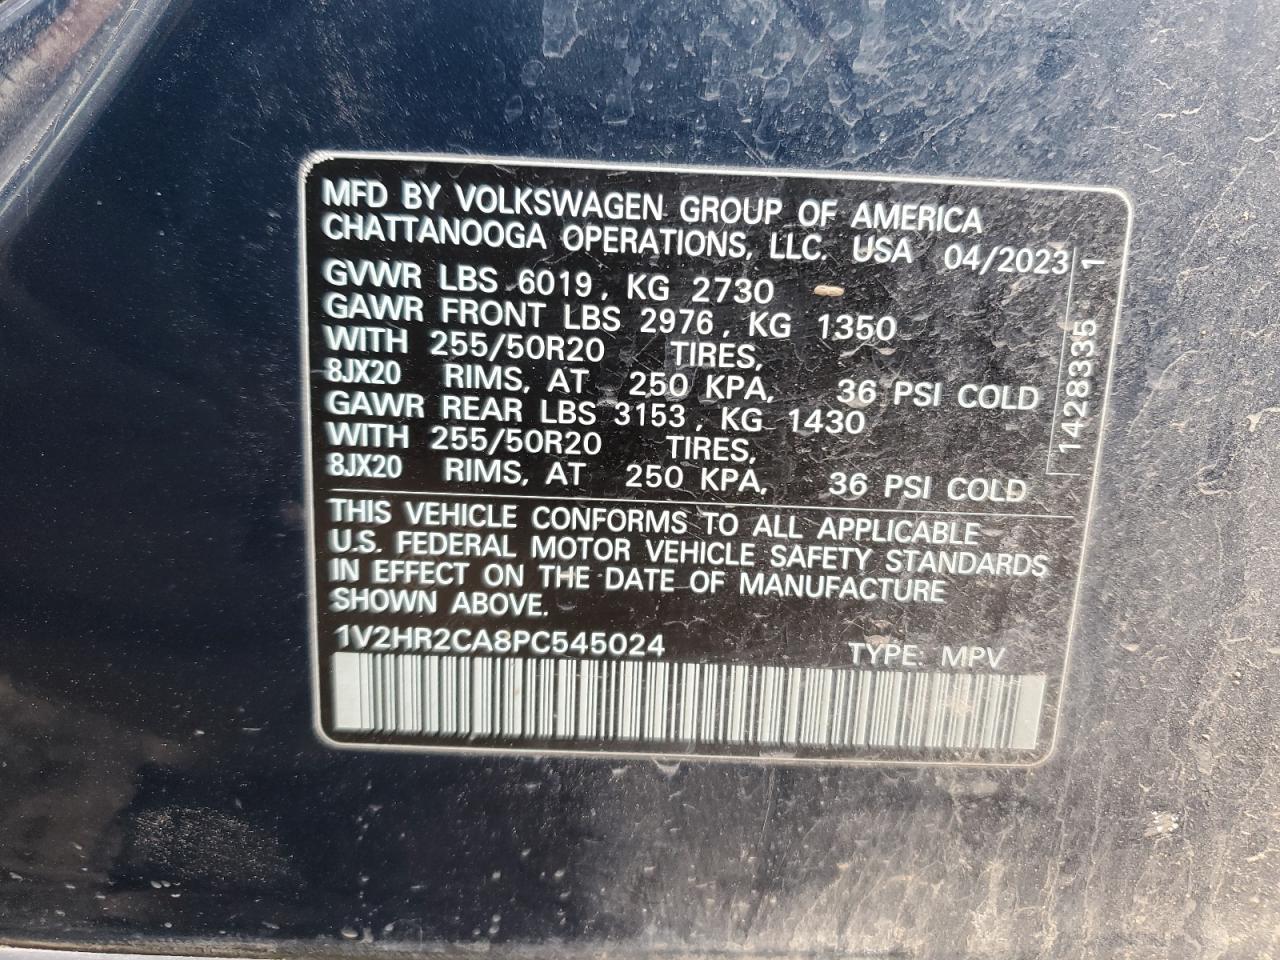 MFD BY VOLKSWAGEN GROUP OF AMERICA
CHATTANOOGA OPERATIONS, LLC. USA 04/2023
GVWR LBS 6019, KG 2730
GAWR FRONT LBS 2976, KG 1350
WITH 255/50R20 TIRES,
8JX20 RIMS, AT 250 KPA, 36 PSI COLD
GAWR REAR LBS 3153, KG 1430
WITH 255/50R20 TIRES,
8JX20 RIMS, AT 250 KPA, 36 PSI COLD
1428335 1
THIS VEHICLE CONFORMS TO ALL APPLICABLE
U.S. FEDERAL MOTOR VEHICLE SAFETY STANDARDS
IN EFFECT ON THE DATE OF MANUFACTURE
SHOWN ABOVE.
1V2HR2CA8PC545024 TYPE: MPV